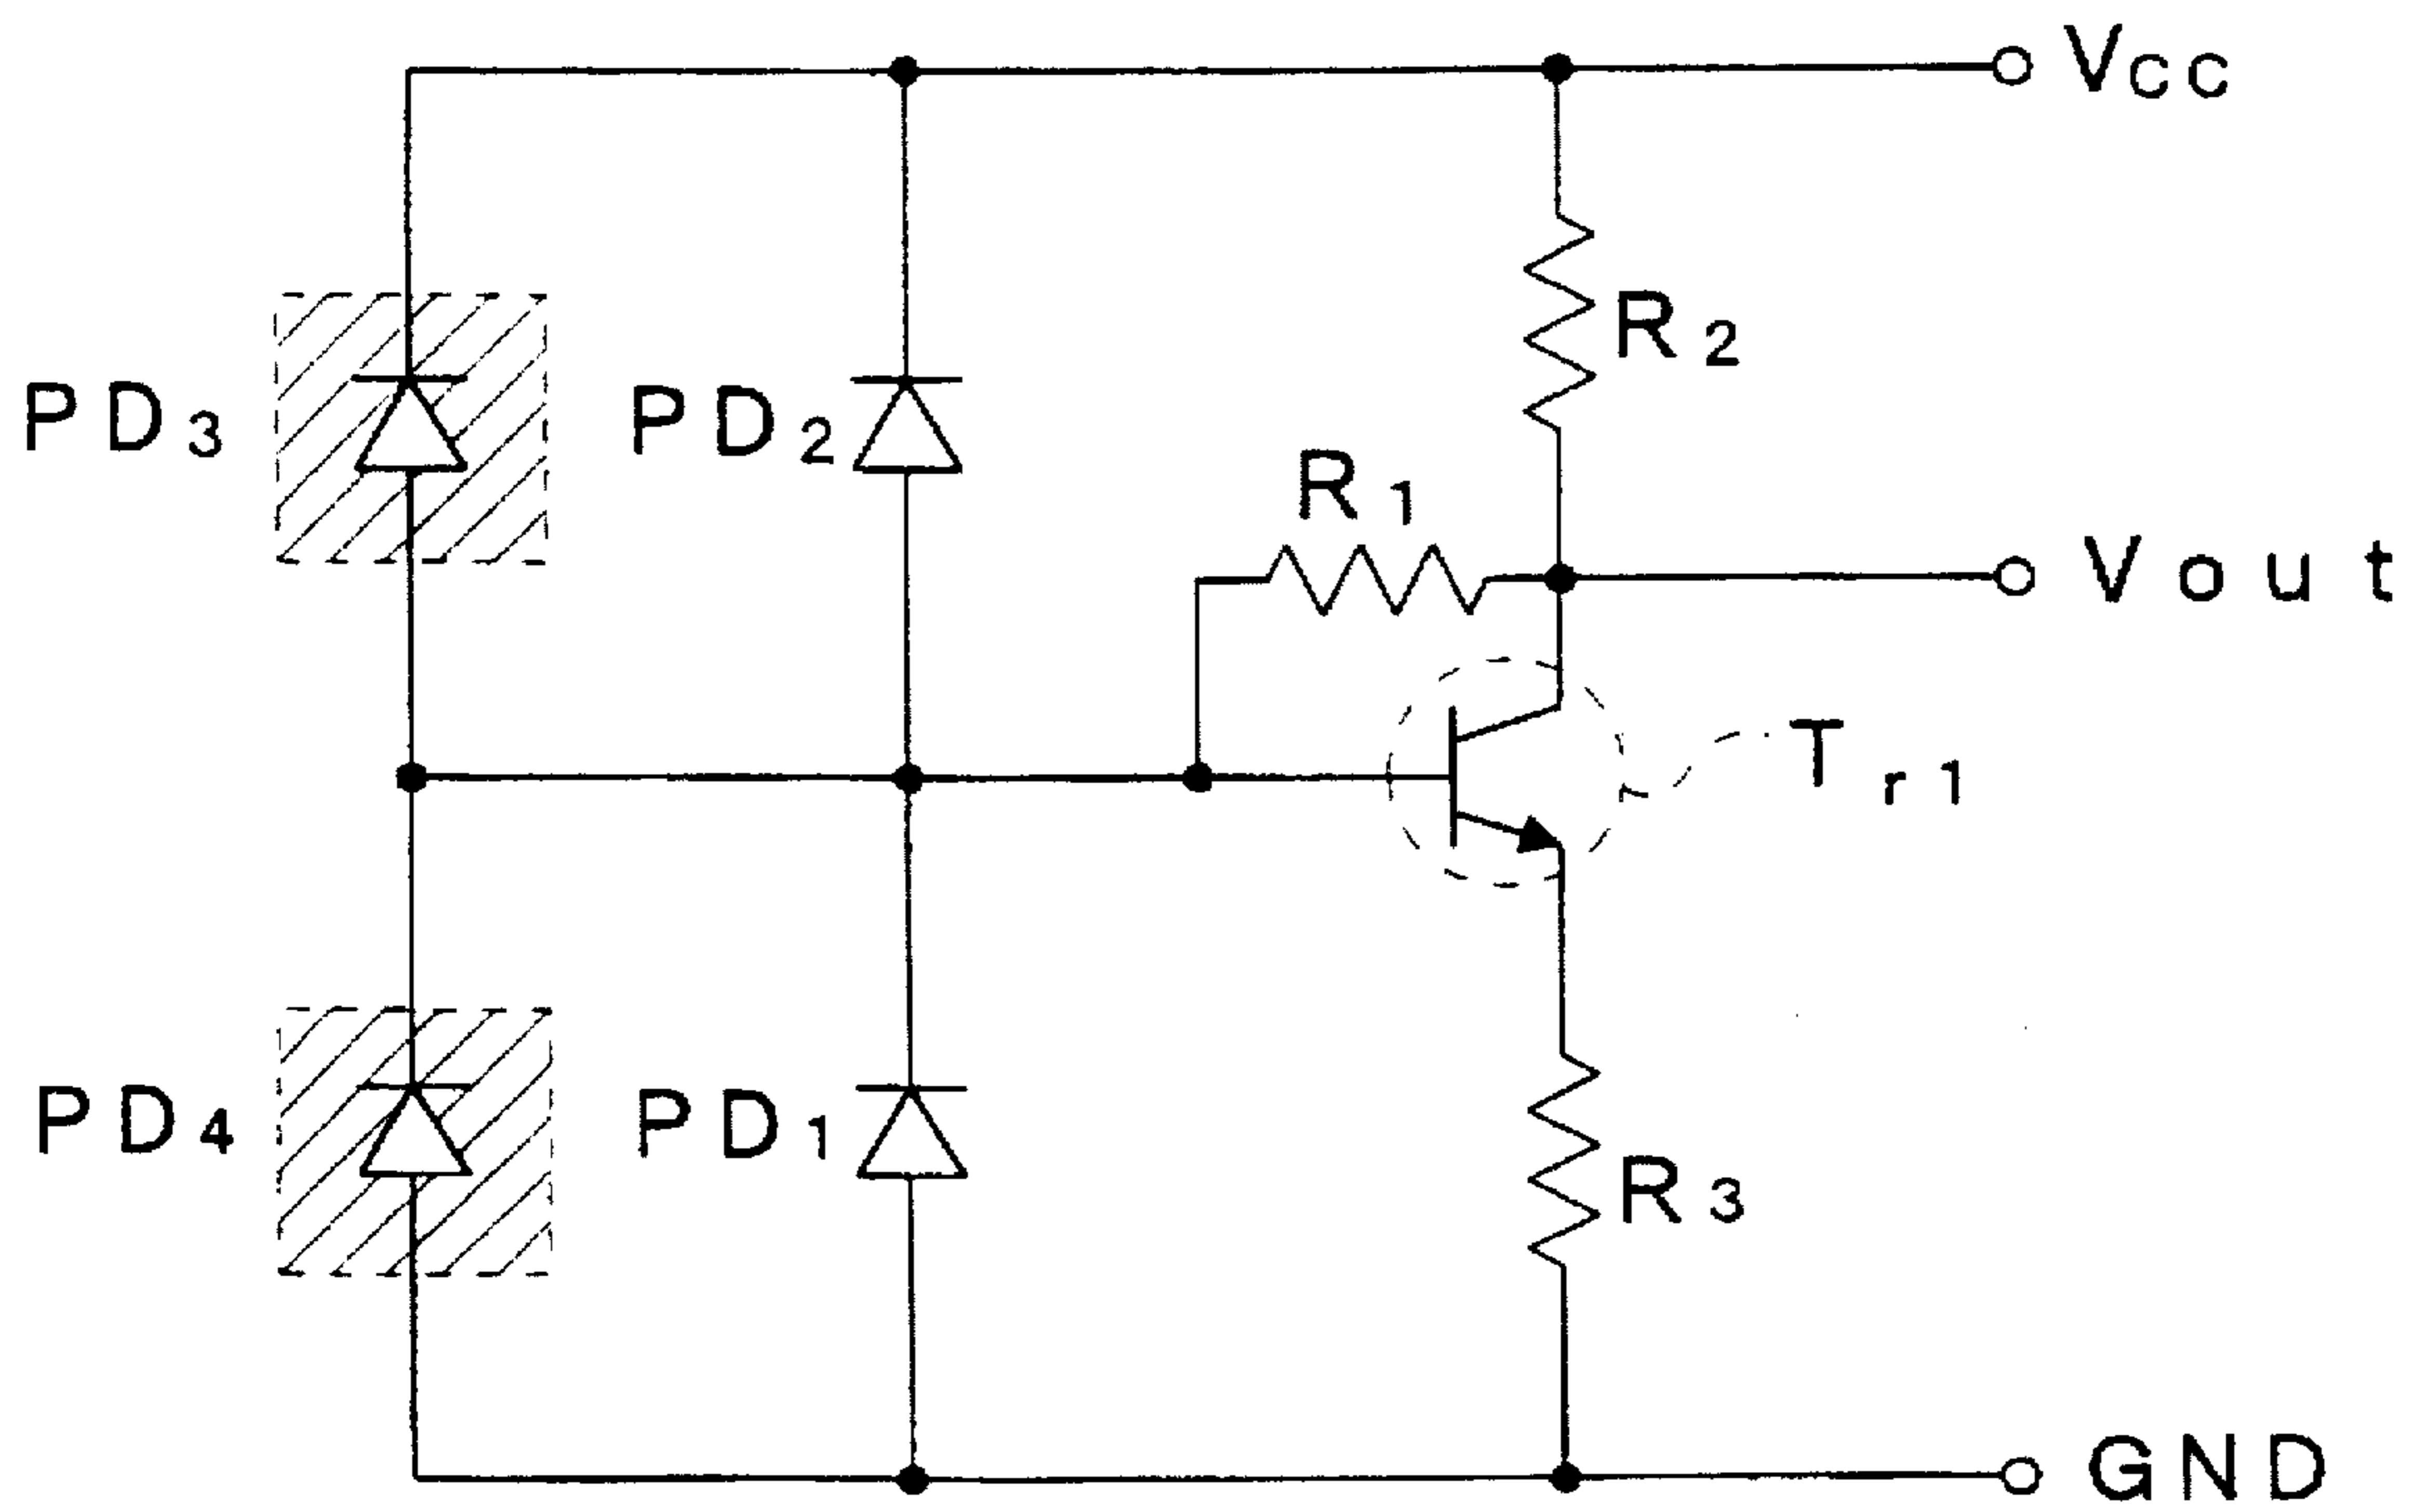 Vcc
PD3
PD2
R2
R1
Vout
Tr1
PD4
PD1
R3
GND